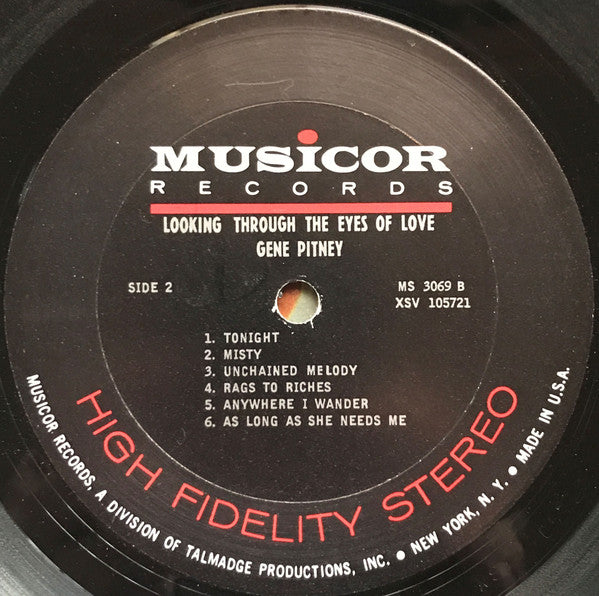 MUSICOR
RECORDS
LOOKING THROUGH THE EYES OF LOVE
GENE PITNEY
SIDE 2
MS 3069 B
XSV 105721
1. TONIGHT
2. MISTY
3. UNCHAINED MELODY
4. RAGS TO RICHES
5. ANYWHERE I WANDER
6. AS LONG AS SHE NEEDS ME
HIGH FIDELITY STEREO
MUSICOR RECORDS, A DIVISION OF TALMADGE PRODUCTIONS, INC. ● NEW YORK, N. Y. ● MADE IN U.S.A.